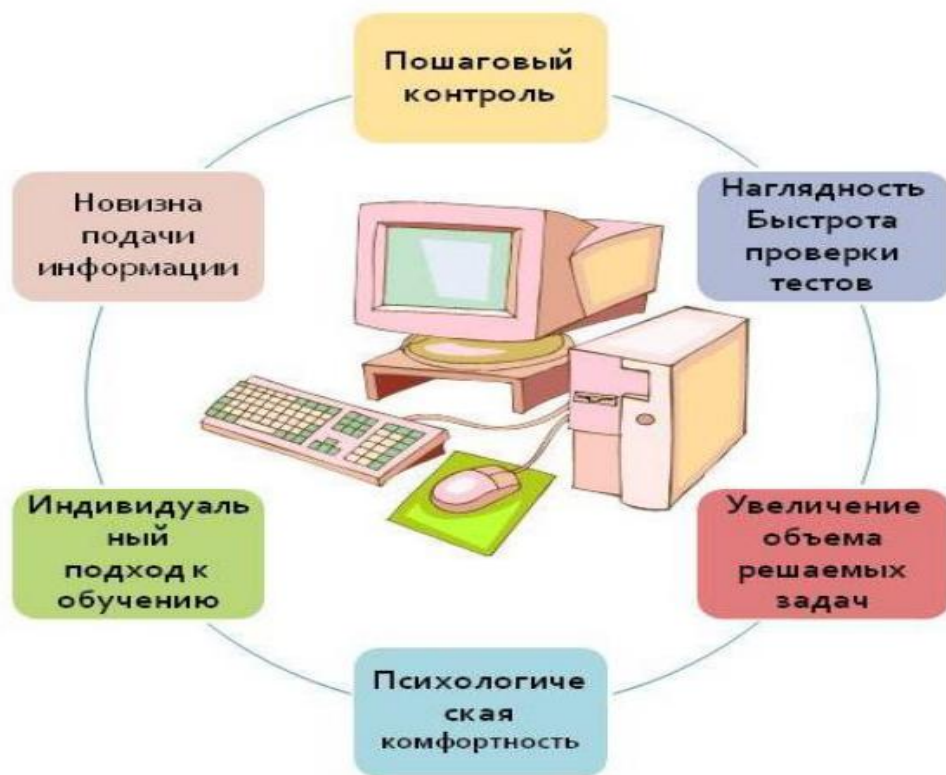 Пошаговый
контроль
Новизна
подачи
информации
Наглядность
Быстрота
проверки
тестов
Индивидуаль
ный
подход к
обучению
Увеличение
объема
решаемых
задач
Психологиче
ская
комфортность